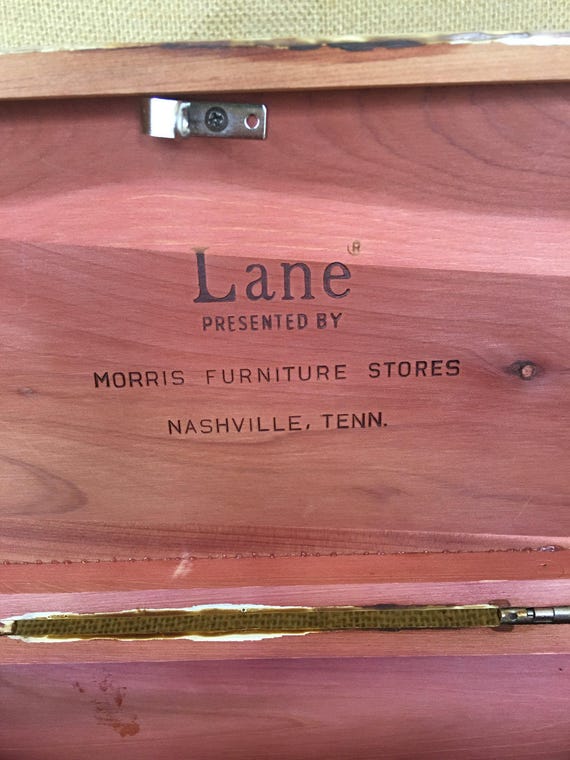 Lane®
PRESENTED BY
MORRIS FURNITURE STORES
NASHVILLE, TENN.